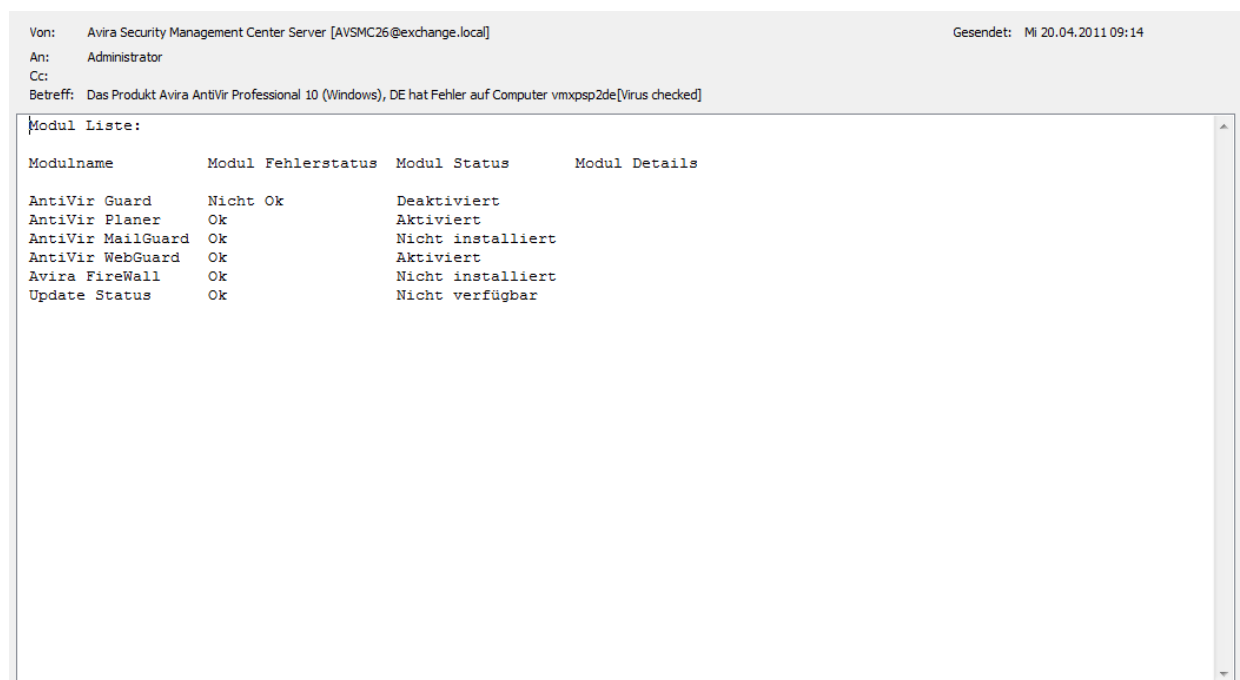 Von: Avira Security Management Center Server [AVSMC26@exchange.local] Gesendet: Mi 20.04.2011 09:14
An: Administrator
Cc:
Betreff: Das Produkt Avira AntiVir Professional 10 (Windows), DE hat Fehler auf Computer vmxpsp2de[Virus checked]
Modul Liste:
Modulname Modul Fehlerstatus Modul Status Modul Details
AntiVir Guard Nicht Ok Deaktiviert
AntiVir Planer Ok Aktiviert
AntiVir MailGuard Ok Nicht installiert
AntiVir WebGuard Ok Aktiviert
Avira FireWall Ok Nicht installiert
Update Status Ok Nicht verfügbar